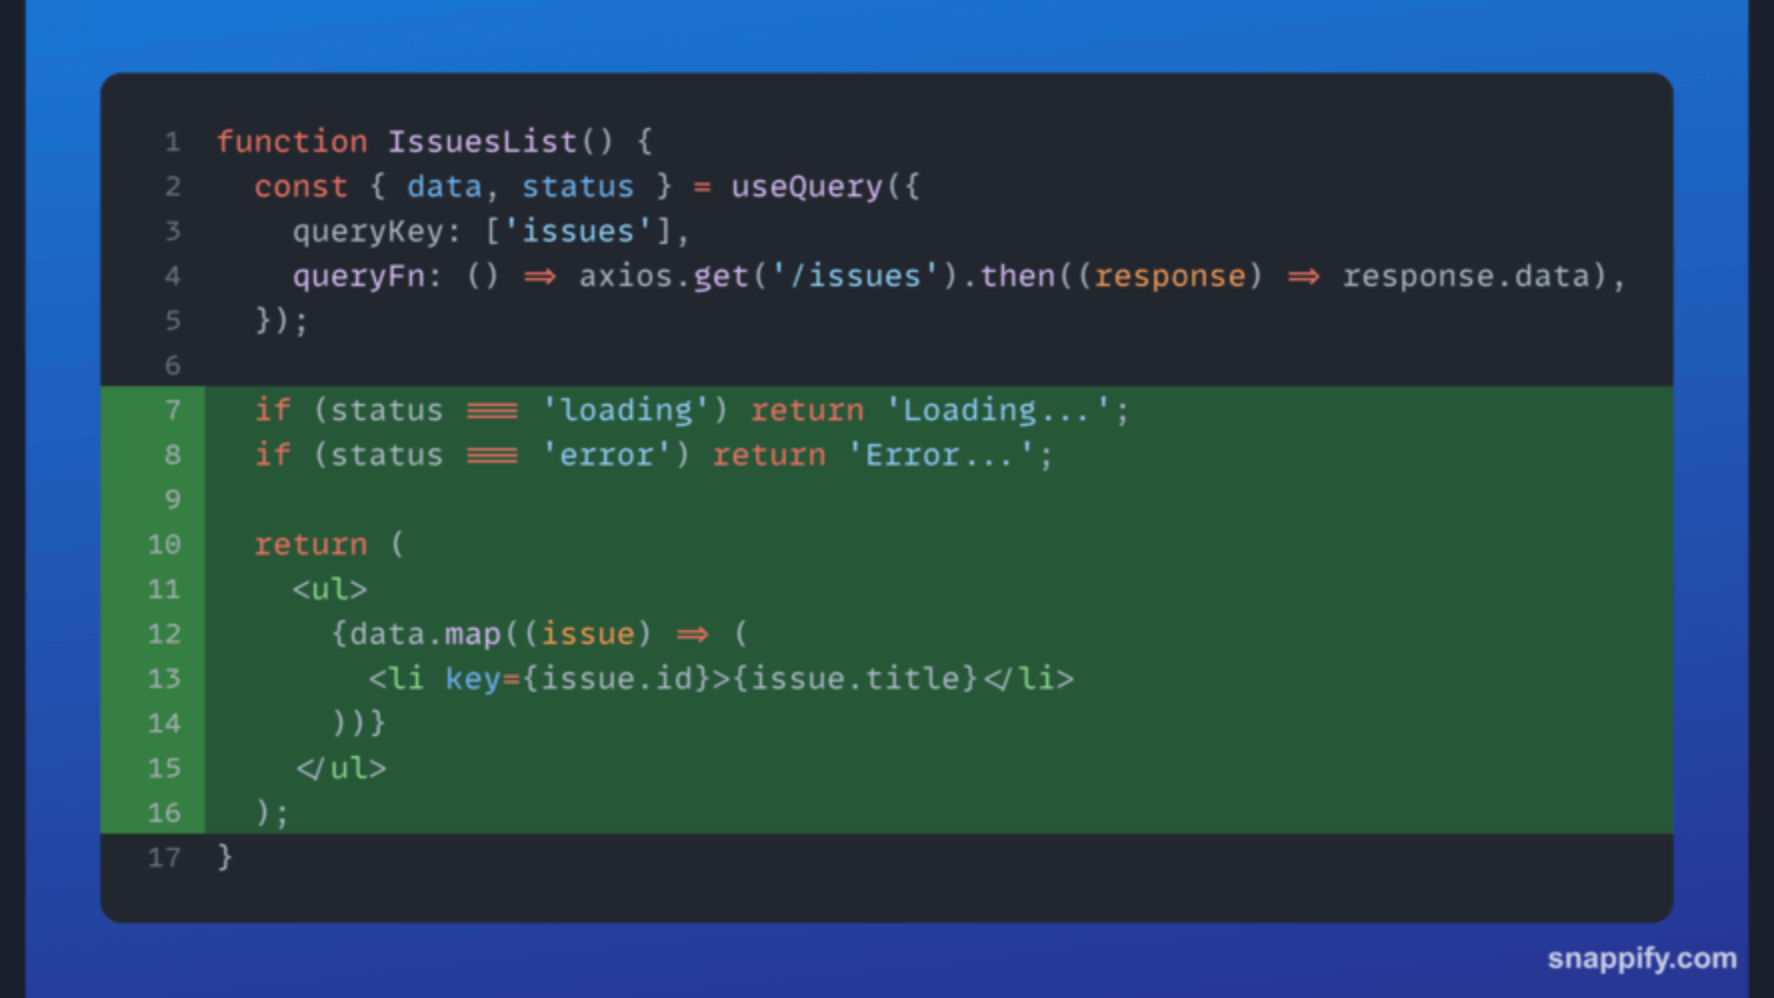 1 function IssuesList() {
2   const { data, status } = useQuery({
3     queryKey: ['issues'],
4     queryFn: () => axios.get('/issues').then((response) => response.data),
5   });
6
7   if (status === 'loading') return 'Loading...';
8   if (status === 'error') return 'Error...';
9
10   return (
11     <ul>
12       {data.map((issue) => (
13         <li key={issue.id}>{issue.title}</li>
14       ))}
15     </ul>
16   );
17 }
snappify.com